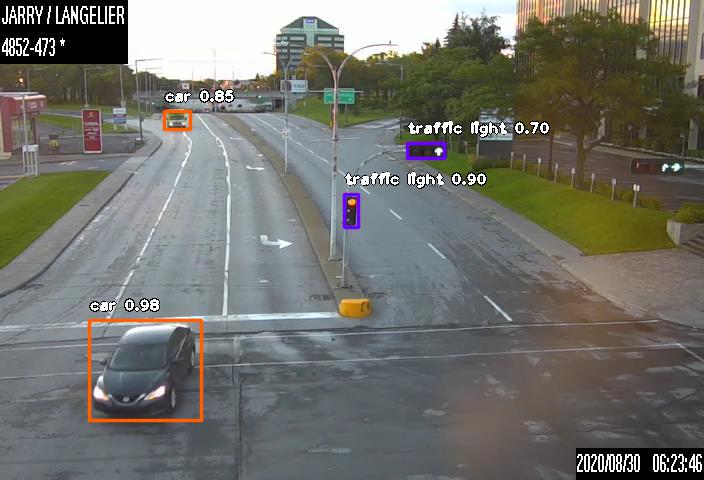 JARRY / LANGELIER
4852-473 *
car 0.85
traffic light 0.70
traffic light 0.90
car 0.98
2020/08/30 06:23:46